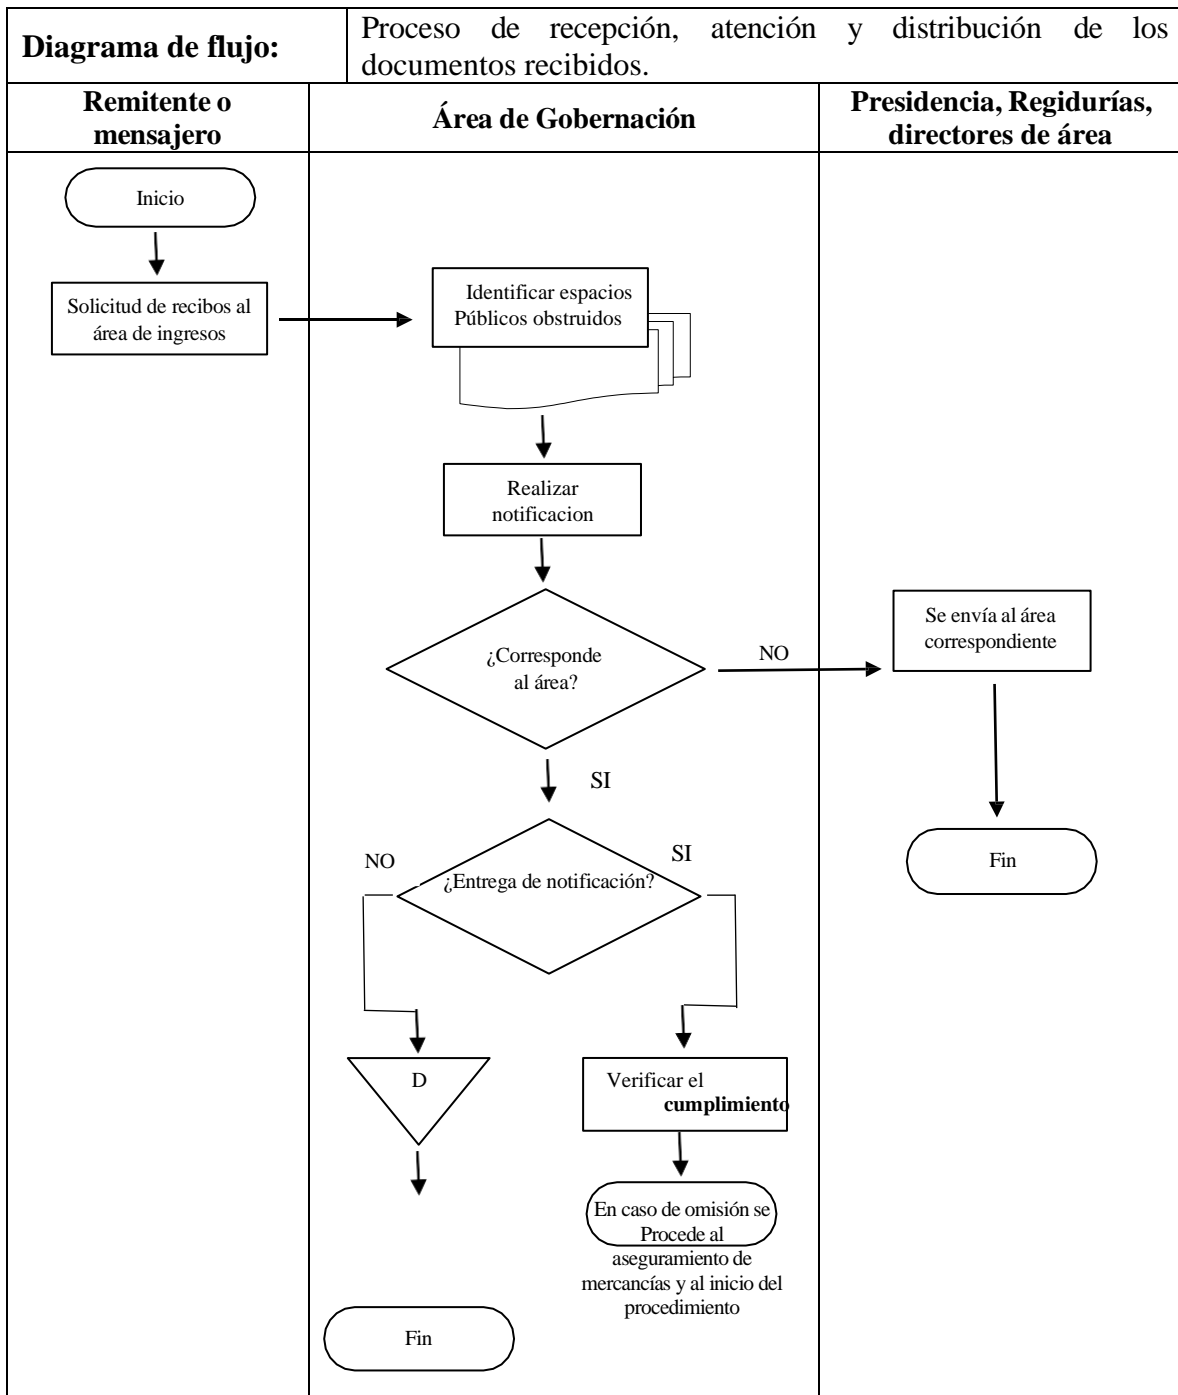 Diagrama de flujo:
Proceso de recepción, atención y distribución de los
documentos recibidos.
Remitente o
mensajero
Área de Gobernación
Presidencia, Regidurías,
directores de área
Inicio
Solicitud de recibos al
área de ingresos
Identificar espacios
Públicos obstruidos
Realizar
notificacion
¿Corresponde
al área?
NO
Se envía al área
correspondiente
SI
Fin
NO
SI
¿Entrega de notificación?
D
Verificar el
cumplimiento
En caso de omisión se
Procede al
aseguramiento de
mercancías y al inicio del
procedimiento
Fin